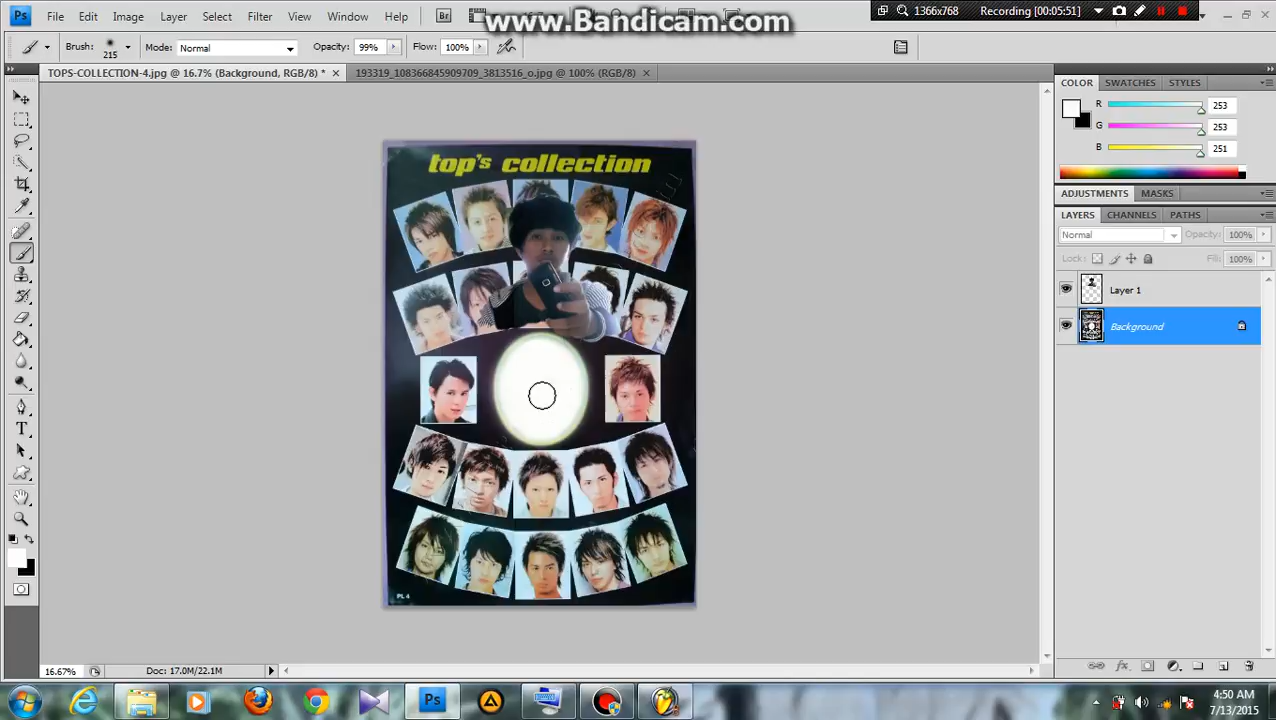 www.Bandicam.com
1366x768 Recording [00:05:51]
File Edit Image Layer Select Filter View Window Help
Brush: 215 Mode: Normal Opacity: 99% Flow: 100%
TOPS-COLLECTION-4.jpg @ 16.7% (Background, RGB/8) * × 193319_108366845909709_3813516_o.jpg @ 100% (RGB/8) ×
COLOR SWATCHES STYLES
R 253
G 253
B 251
ADJUSTMENTS MASKS
LAYERS CHANNELS PATHS
Normal Opacity: 100%
Lock: Fill: 100%
Layer 1
Background
top's collection
PL 4
16.67% Doc: 17.0M/22.1M
4:50 AM
7/13/2015